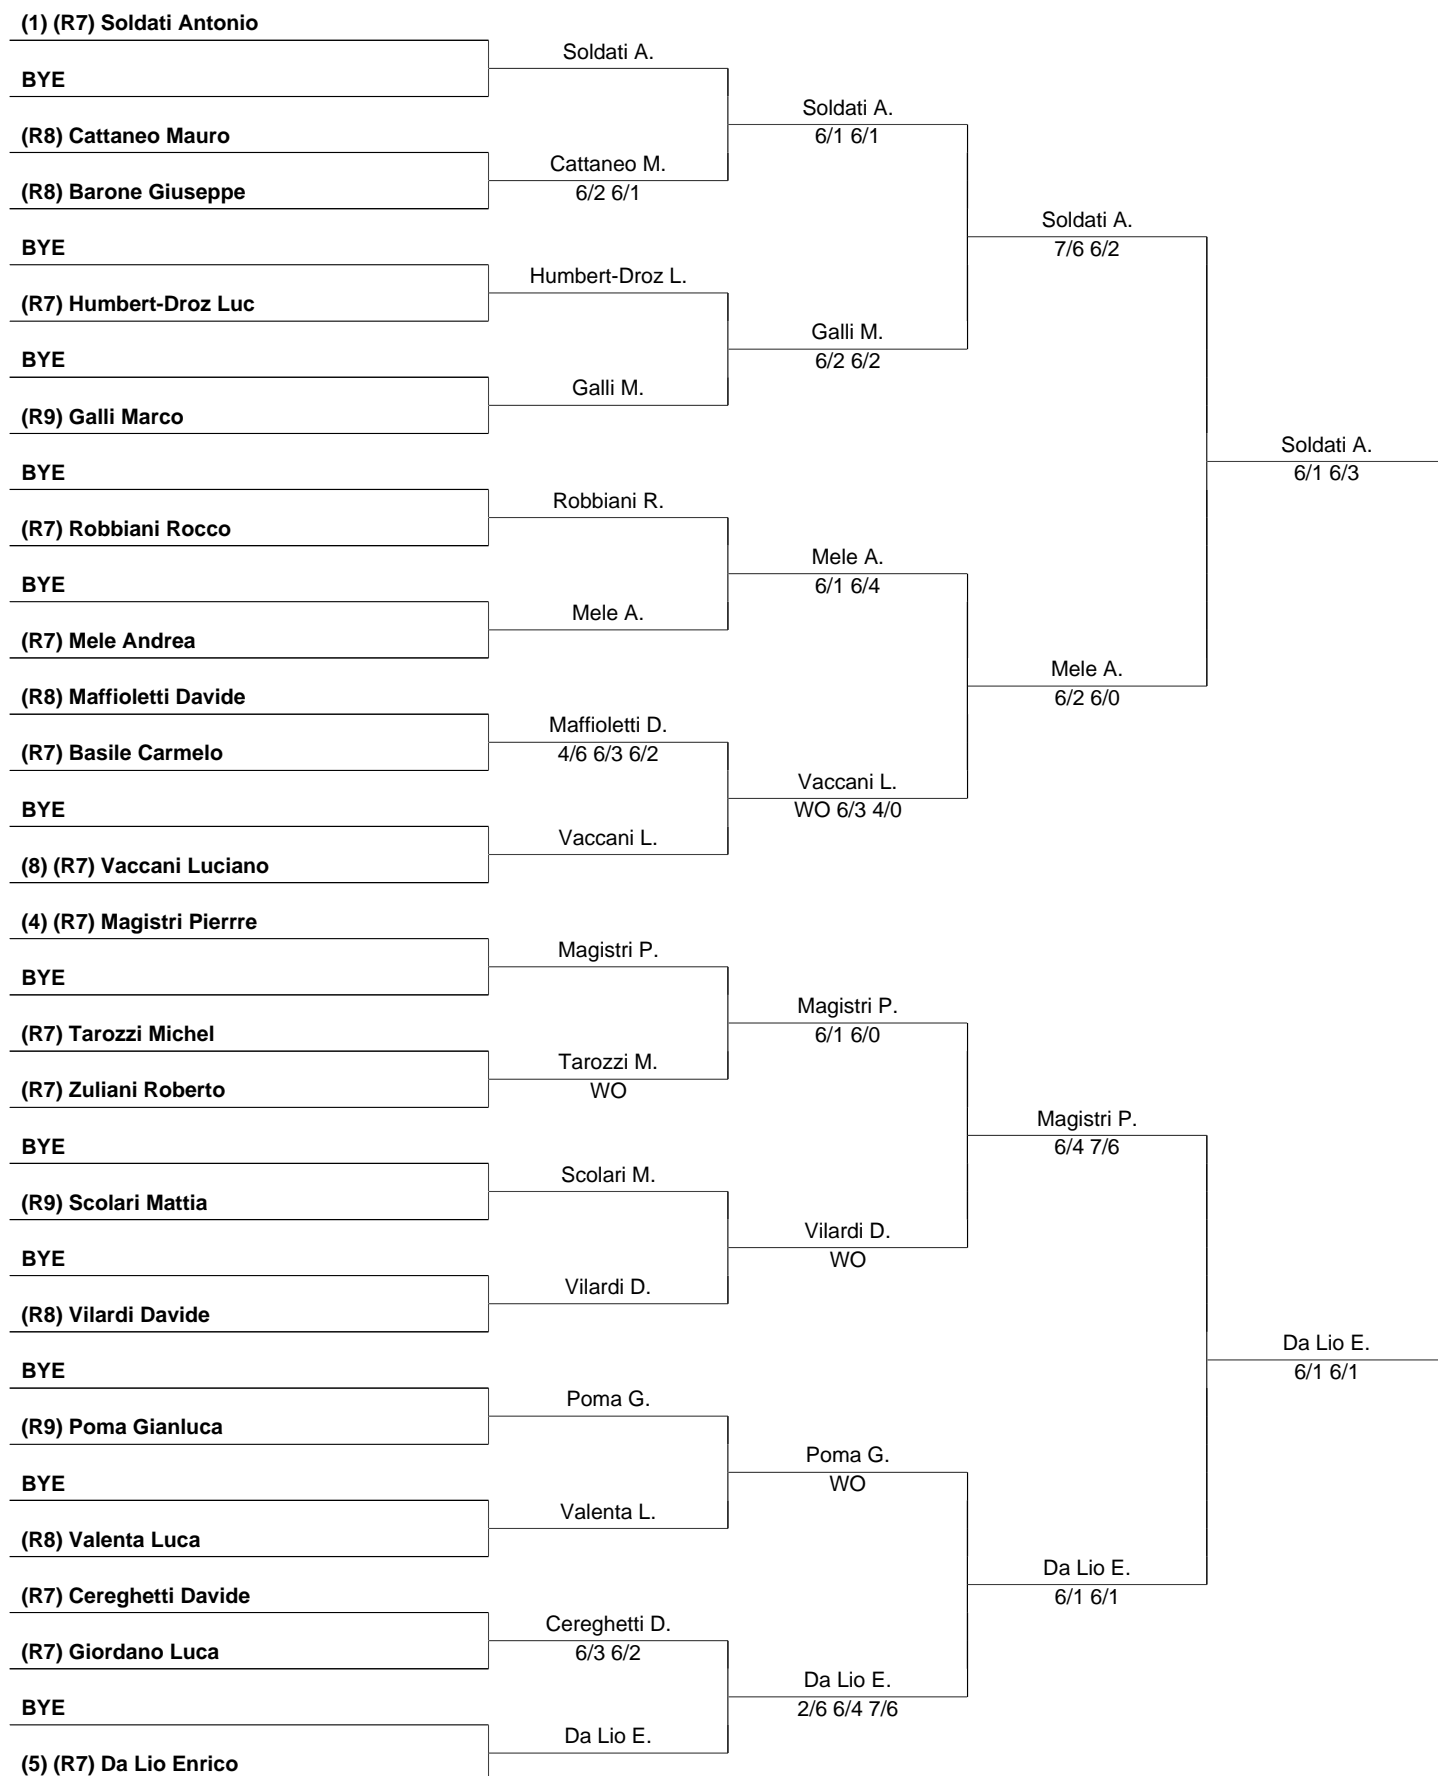 (1) (R7) Soldati Antonio
Soldati A.
BYE
Soldati A.
6/1 6/1
(R8) Cattaneo Mauro
Cattaneo M.
6/2 6/1
(R8) Barone Giuseppe
Soldati A.
7/6 6/2
BYE
Humbert-Droz L.
(R7) Humbert-Droz Luc
Galli M.
6/2 6/2
BYE
Galli M.
(R9) Galli Marco
Soldati A.
6/1 6/3
BYE
Robbiani R.
(R7) Robbiani Rocco
Mele A.
6/1 6/4
BYE
Mele A.
(R7) Mele Andrea
Mele A.
6/2 6/0
(R8) Maffioletti Davide
Maffioletti D.
4/6 6/3 6/2
(R7) Basile Carmelo
Vaccani L.
WO 6/3 4/0
BYE
Vaccani L.
(8) (R7) Vaccani Luciano
(4) (R7) Magistri Pierrre
Magistri P.
BYE
Magistri P.
6/1 6/0
(R7) Tarozzi Michel
Tarozzi M.
WO
(R7) Zuliani Roberto
Magistri P.
6/4 7/6
BYE
Scolari M.
(R9) Scolari Mattia
Vilardi D.
WO
BYE
Vilardi D.
(R8) Vilardi Davide
Da Lio E.
6/1 6/1
BYE
Poma G.
(R9) Poma Gianluca
Poma G.
WO
BYE
Valenta L.
(R8) Valenta Luca
Da Lio E.
6/1 6/1
(R7) Cereghetti Davide
Cereghetti D.
6/3 6/2
(R7) Giordano Luca
Da Lio E.
2/6 6/4 7/6
BYE
Da Lio E.
(5) (R7) Da Lio Enrico